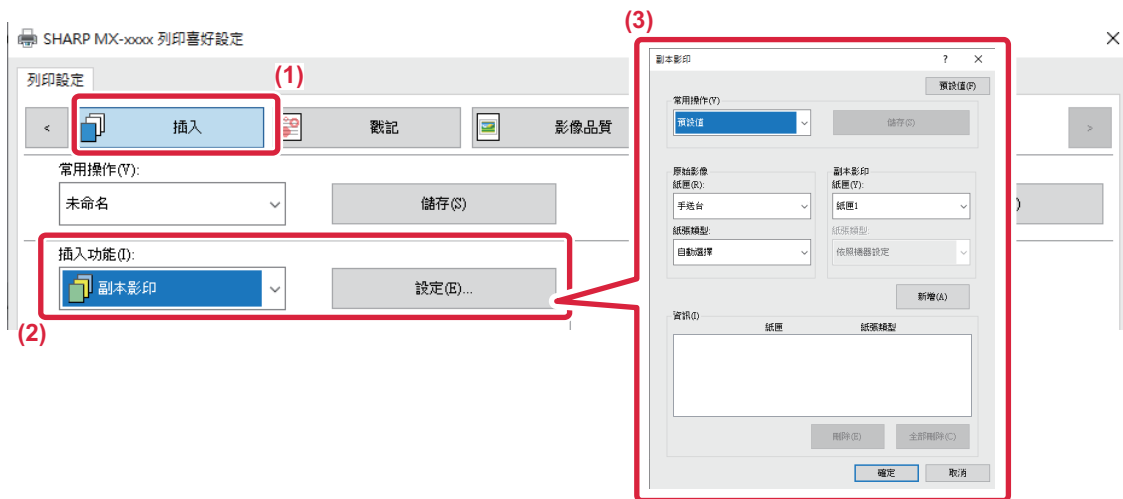 (3)
SHARP MX-xxxx 列印喜好設定
列印設定
(1)
<
插入
戳記
影像品質
>
常用操作(V):
未命名
儲存(S)
)
插入功能(I):
副本影印
設定(E)...
(2)
副本影印
?
預設值(F)
常用操作(V)
預設值
儲存(S)
原始影像
紙匣(R):
手送台
紙張類型:
自動選擇
副本影印
紙匣(Y):
紙匣1
紙張類型:
依照機器設定
新增(A)
資訊(I)
紙匣 紙張類型
刪除(E)
全部刪除(C)
確定
取消